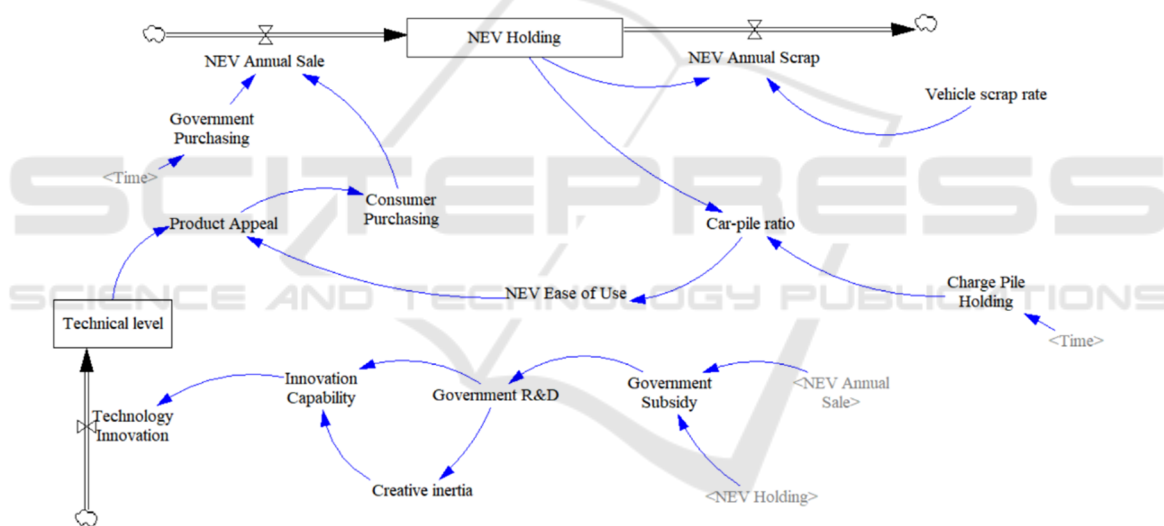 NEV Holding
NEV Annual Sale
NEV Annual Scrap
Vehicle scrap rate
Government
Purchasing
<Time>
Consumer
Purchasing
Product Appeal
Car-pile ratio
SCITEPRESS
SCIENCE AND TECHNOLOGY PUBLICATIONS
NEV Ease of Use
Charge Pile
Holding
<Time>
Technical level
Innovation
Capability
Government R&D
Government
Subsidy
<NEV Annual
Sale>
Technology
Innovation
Creative inertia
<NEV Holding>